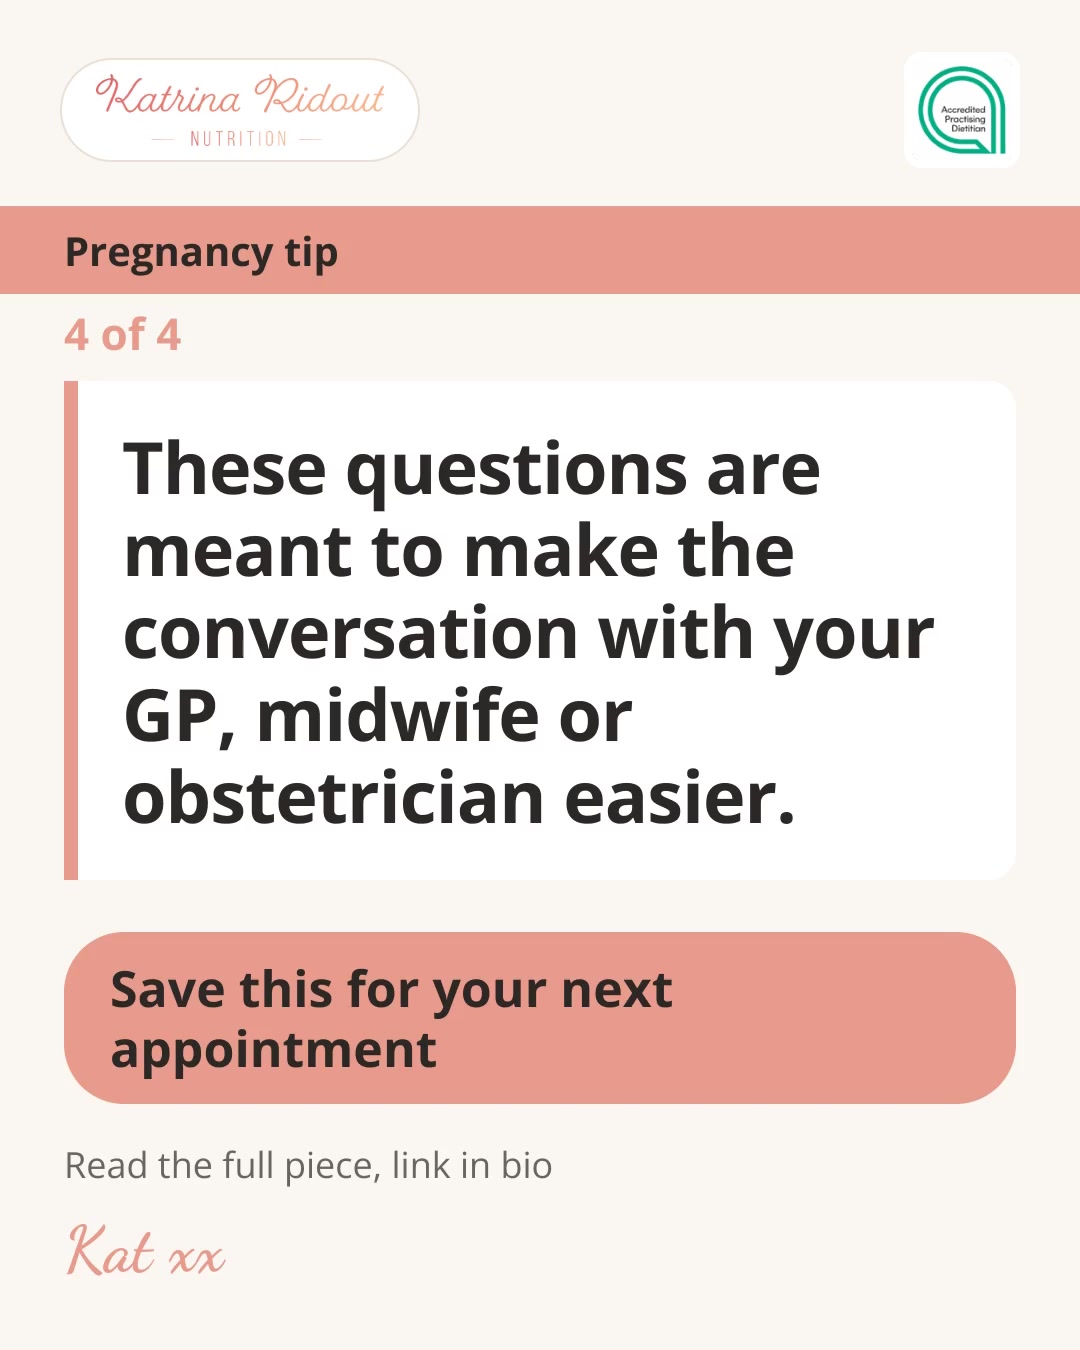 Katrina Ridout
NUTRITION
Accredited
Practising
Dietitian
Pregnancy tip
4 of 4
These questions are
meant to make the
conversation with your
GP, midwife or
obstetrician easier.
Save this for your next
appointment
Read the full piece, link in bio
Kat xx